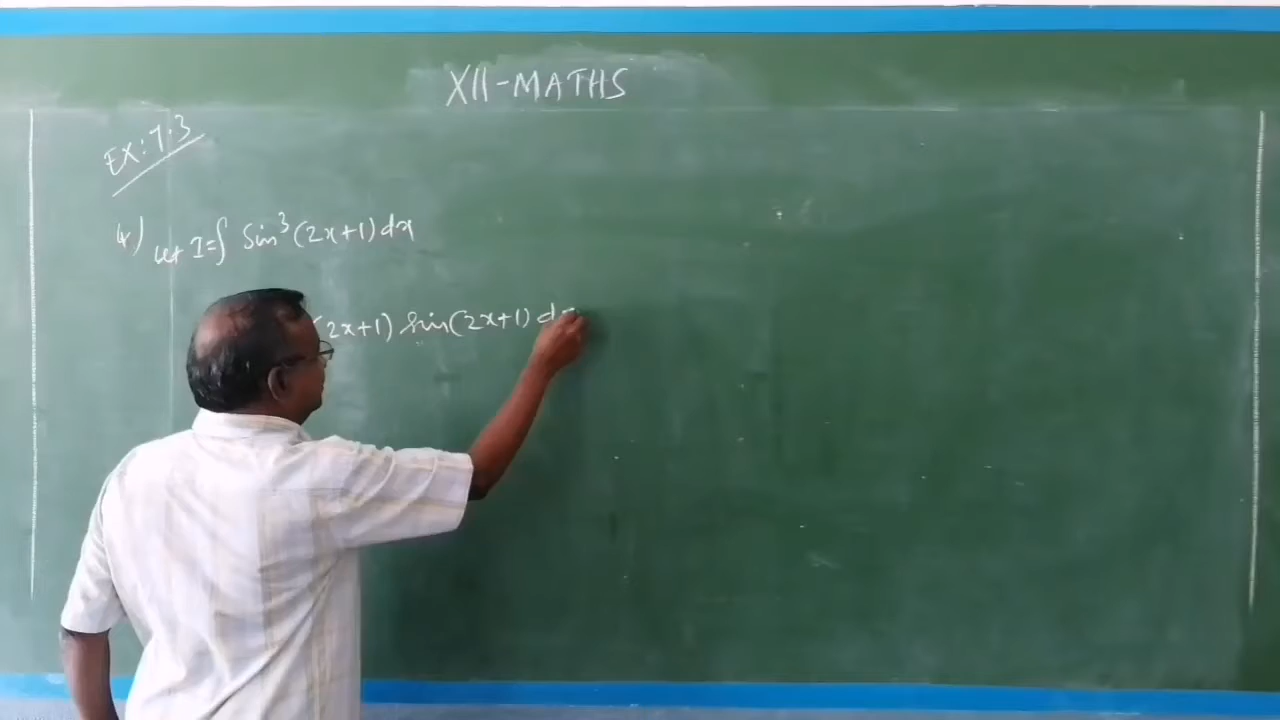 XII-MATHS
EX: 7.3
4) Let I = ∫ Sin³(2x+1) dx
(2x+1) Sin(2x+1) dx